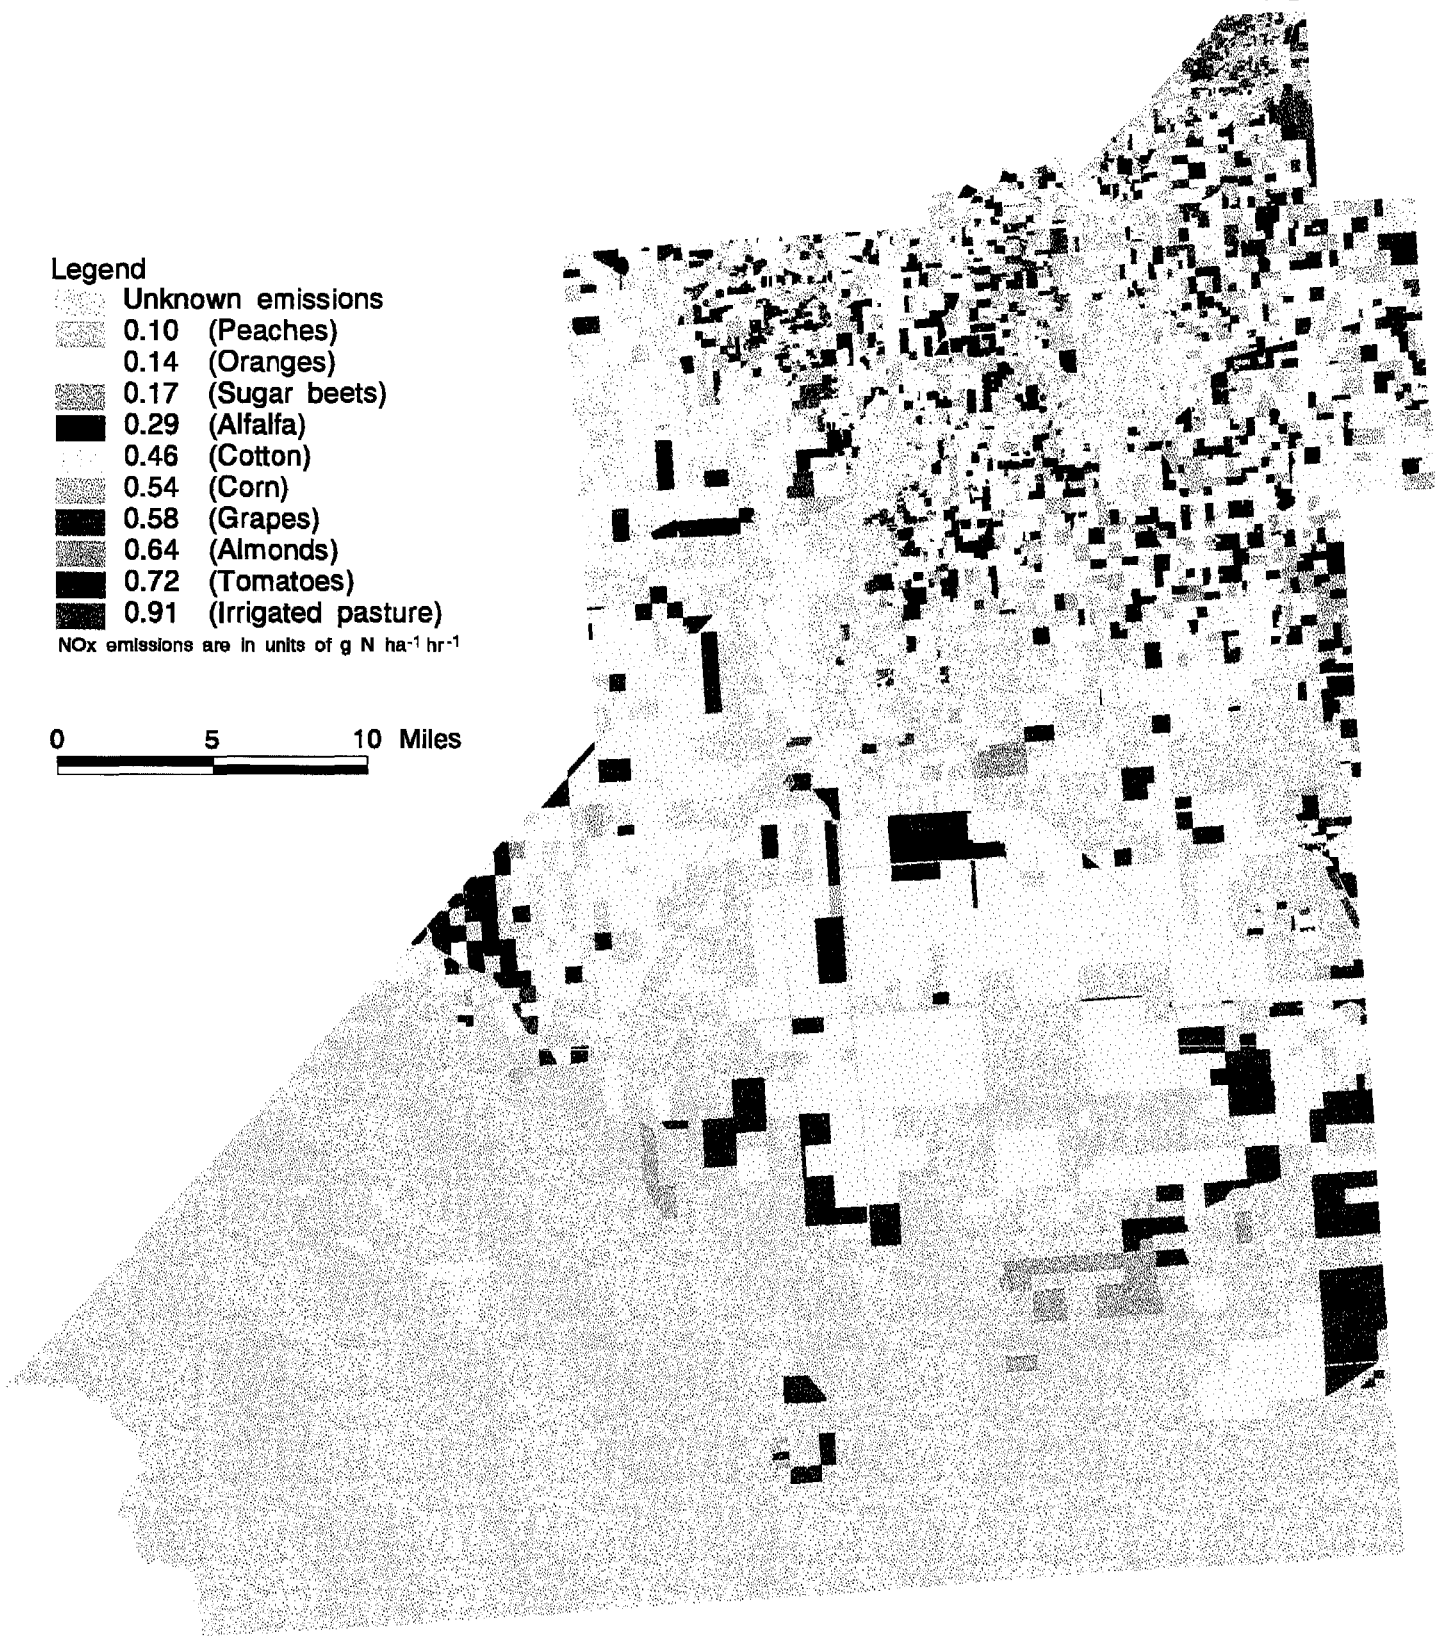 Legend
Unknown emissions
0.10 (Peaches)
0.14 (Oranges)
0.17 (Sugar beets)
0.29 (Alfalfa)
0.46 (Cotton)
0.54 (Corn)
0.58 (Grapes)
0.64 (Almonds)
0.72 (Tomatoes)
0.91 (Irrigated pasture)
NOx emissions are in units of g N ha⁻¹ hr⁻¹
0 5 10 Miles